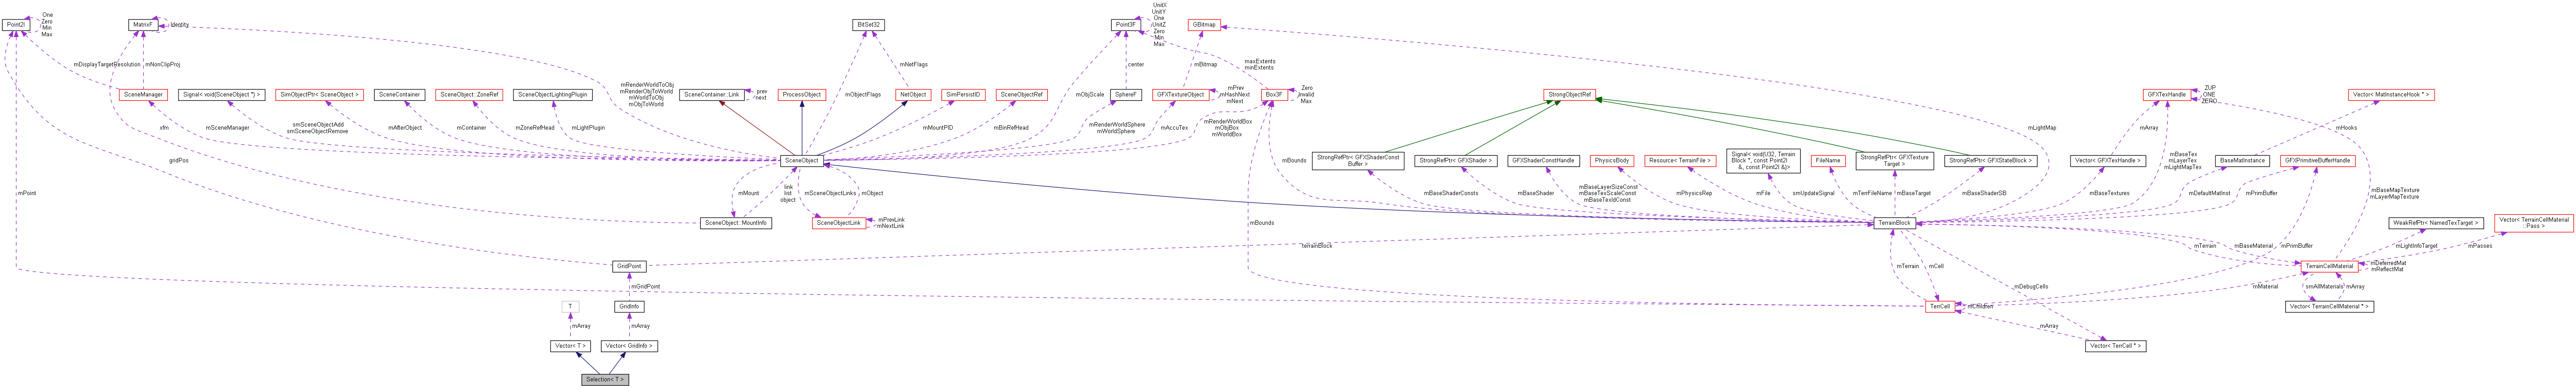 One
Zero
Min
Max
Point2I
MatrixF
Identity
BitSet32
Point3F
UnitX
UnitY
One
UnitZ
Zero
Min
Max
GBitmap
mDisplayTargetResolution
mNonClipProj
mNetFlags
center
mBitmap
maxExtents
minExtents
mRenderWorldToObj
mRenderObjToWorld
mWorldToObj
mObjToWorld
SceneManager
Signal< void(SceneObject *) >
SimObjectPtr< SceneObject >
SceneContainer
SceneObject::ZoneRef
SceneObjectLightingPlugin
SceneContainer::Link
prev
next
ProcessObject
mObjectFlags
NetObject
SimPersistID
SceneObjectRef
mObjScale
SphereF
GFXTextureObject
mPrev
mHashNext
mNext
Box3F
Zero
Invalid
Max
StrongObjectRef
mLightMap
GFXTexHandle
ZUP
ONE
ZERO
Vector< MatInstanceHook * >
xfm
mSceneManager
smSceneObjectAdd
smSceneObjectRemove
mAfterObject
mContainer
mZoneRefHead
mLightPlugin
mMountPID
mBinRefHead
mRenderWorldSphere
mWorldSphere
mAccuTex
mRenderWorldBox
mObjBox
mWorldBox
mArray
mHooks
gridPos
SceneObject
mBounds
StrongRefPtr< GFXShaderConst
Buffer >
StrongRefPtr< GFXShader >
GFXShaderConstHandle
PhysicsBody
Resource< TerrainFile >
Signal< void(U32, Terrain
Block *, const Point2I
&, const Point2I &)>
FileName
StrongRefPtr< GFXTexture
Target >
StrongRefPtr< GFXStateBlock >
mBaseTex
mLayerTex
mLightMapTex
Vector< GFXTexHandle >
BaseMatInstance
GFXPrimitiveBufferHandle
mPoint
mMount
link
list
object
mSceneObjectLinks
mObject
mBaseShaderConsts
mBaseShader
mBaseLayerSizeConst
mBaseTexScaleConst
mBaseTexIdConst
mPhysicsRep
mFile
smUpdateSignal
mTerrFileName
mBaseTarget
mBaseShaderSB
mBaseTextures
mDefaultMatInst
mPrimBuffer
mBaseMapTexture
mLayerMapTexture
SceneObject::MountInfo
SceneObjectLink
mPrevLink
mNextLink
TerrainBlock
WeakRefPtr< NamedTexTarget >
Vector< TerrainCellMaterial
::Pass >
mBounds
terrainBlock
mTerrain
mBaseMaterial
mPrimBuffer
mLightInfoTarget
mPasses
GridPoint
mTerrain
mCell
TerrainCellMaterial
mDeferredMat
mReflectMat
mGridPoint
mDebugCells
mMaterial
smAllMaterials
mArray
T
GridInfo
TerrCell
mChildren
Vector< TerrainCellMaterial * >
mArray
mArray
mArray
Vector< T >
Vector< GridInfo >
Vector< TerrCell * >
Selection< T >